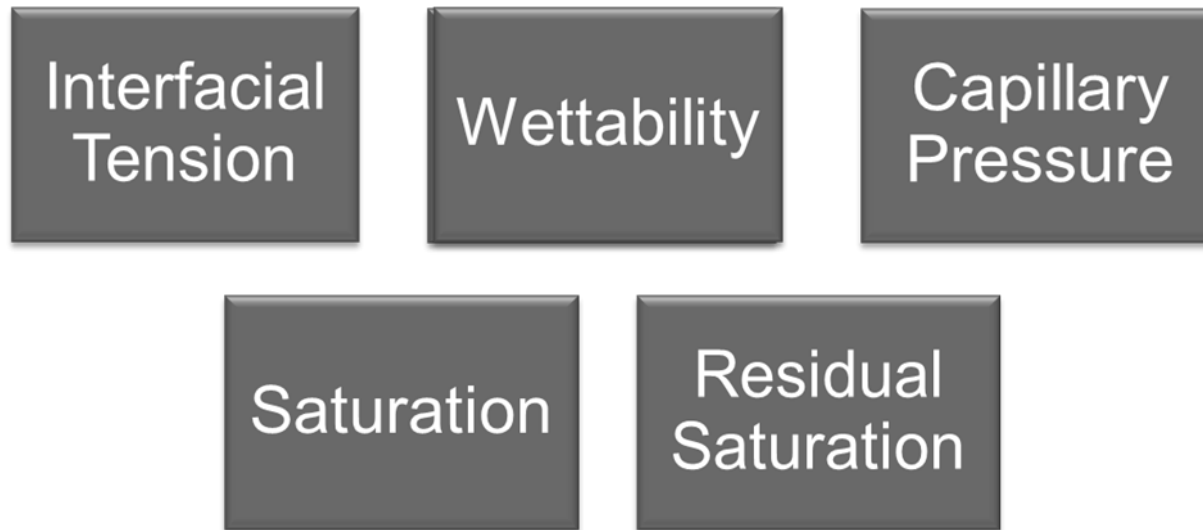 Interfacial
Tension
Wettability
Capillary
Pressure
Saturation
Residual
Saturation